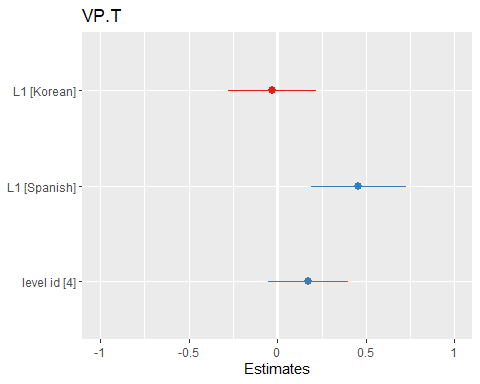 VP.T
L1 [Korean]
L1 [Spanish]
level id [4]
-1 -0.5 0 0.5 1
Estimates